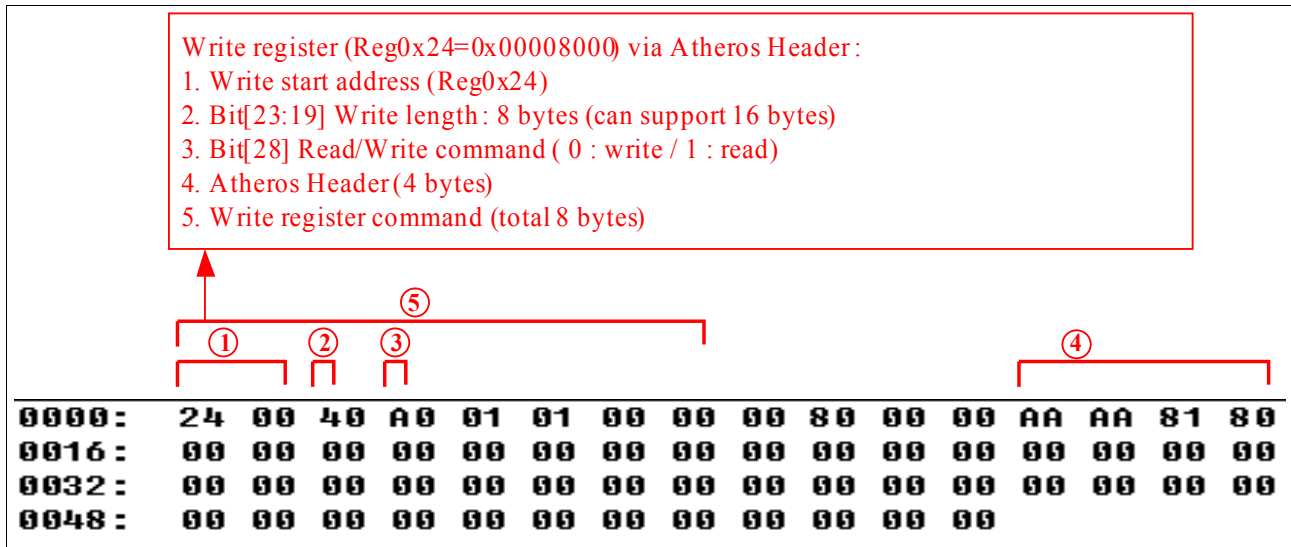 Write register (Reg0x24=0x00008000) via Atheros Header :
1. Write start address (Reg0x24)
2. Bit[23:19] Write length : 8 bytes (can support 16 bytes)
3. Bit[28] Read/Write command ( 0 : write / 1 : read)
4. Atheros Header (4 bytes)
5. Write register command (total 8 bytes)
⑤
① ② ③ ④
0000: 24 00 40 A0 01 01 00 00 00 80 00 00 AA AA 81 80
0016: 00 00 00 00 00 00 00 00 00 00 00 00 00 00 00 00
0032: 00 00 00 00 00 00 00 00 00 00 00 00 00 00 00 00
0048: 00 00 00 00 00 00 00 00 00 00 00 00